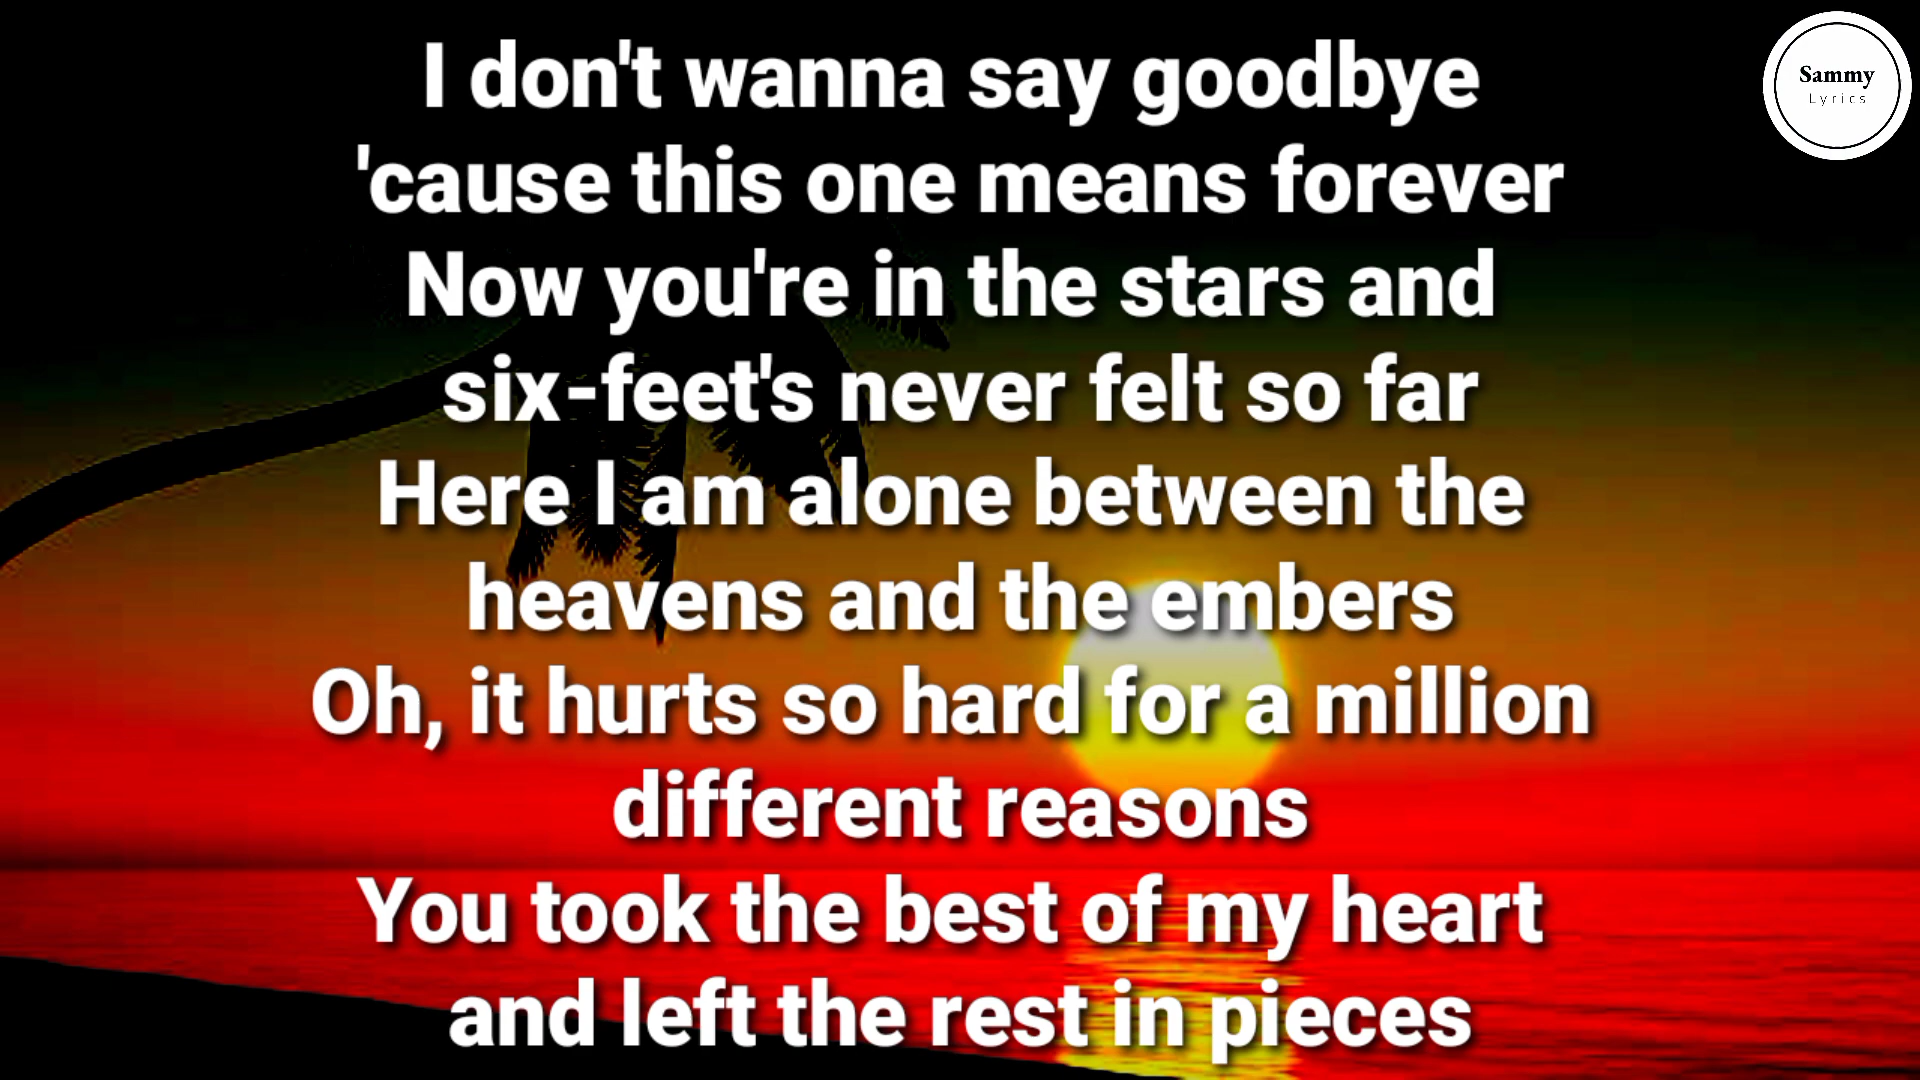 I don't wanna say goodbye
'cause this one means forever
Now you're in the stars and
six-feet's never felt so far
Here I am alone between the
heavens and the embers
Oh, it hurts so hard for a million
different reasons
You took the best of my heart
and left the rest in pieces
Sammy
Lyrics